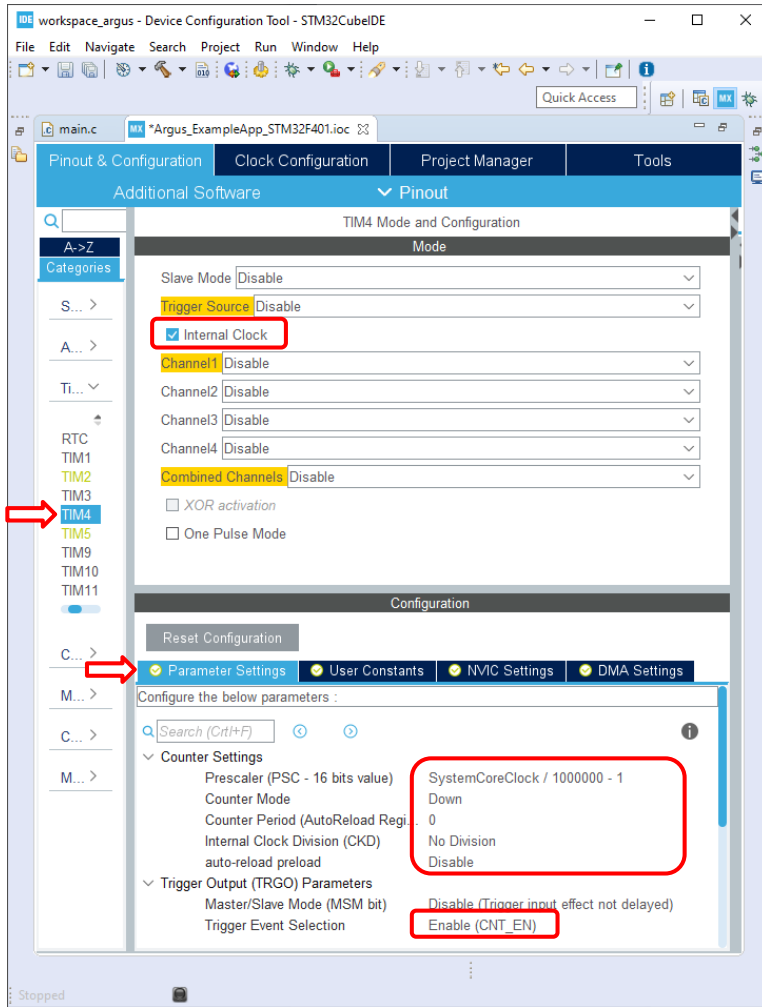 IDE workspace_argus - Device Configuration Tool - STM32CubeIDE
File Edit Navigate Search Project Run Window Help
Quick Access
main.c
MX *Argus_ExampleApp_STM32F401.ioc
Pinout & Configuration Clock Configuration Project Manager Tools
Additional Software Pinout
TIM4 Mode and Configuration
A->Z
Categories
S...
A...
Ti...
RTC
TIM1
TIM2
TIM3
TIM4
TIM5
TIM9
TIM10
TIM11
C...
M...
C...
M...
Mode
Slave Mode Disable
Trigger Source Disable
Internal Clock
Channel1 Disable
Channel2 Disable
Channel3 Disable
Channel4 Disable
Combined Channels Disable
XOR activation
One Pulse Mode
Configuration
Reset Configuration
Parameter Settings User Constants NVIC Settings DMA Settings
Configure the below parameters :
Search (Crtl+F)
Counter Settings
Prescaler (PSC - 16 bits value) SystemCoreClock / 1000000 - 1
Counter Mode Down
Counter Period (AutoReload Regi... 0
Internal Clock Division (CKD) No Division
auto-reload preload Disable
Trigger Output (TRGO) Parameters
Master/Slave Mode (MSM bit) Disable (Trigger input effect not delayed)
Trigger Event Selection Enable (CNT_EN)
Stopped